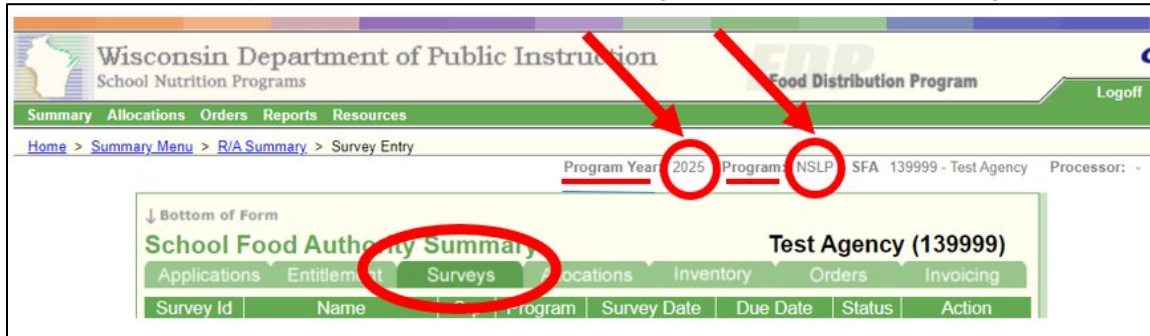 Wisconsin Department of Public Instruction
School Nutrition Programs
FDP
Food Distribution Program
Logoff
Summary Allocations Orders Reports Resources
Home > Summary Menu > R/A Summary > Survey Entry
Program Year: 2025 Program: NSLP SFA 139999 - Test Agency Processor: -
↓ Bottom of Form
School Food Authority Summary Test Agency (139999)
Applications Entitlement Surveys Allocations Inventory Orders Invoicing
Survey Id Name Program Survey Date Due Date Status Action